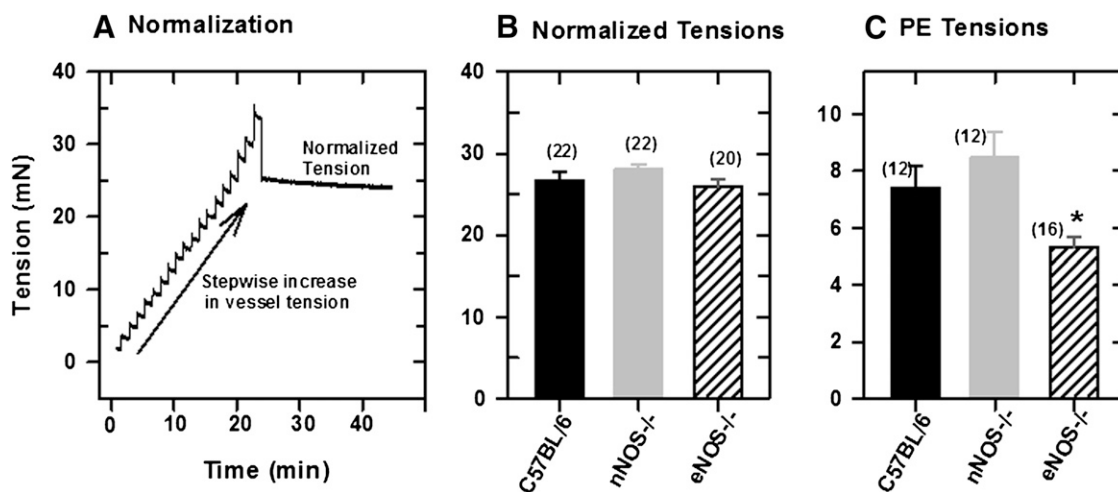 A Normalization
B Normalized Tensions
C PE Tensions
Tension (mN)
40
30
20
10
0
Normalized
Tension
Stepwise increase
in vessel tension
0 10 20 30 40
Time (min)
40
30
20
10
0
(22)
(22)
(20)
C57BL/6
nNOS-/-
eNOS-/-
10
8
6
4
2
0
(12)
(12)
(16)
*
C57BL/6
nNOS-/-
eNOS-/-